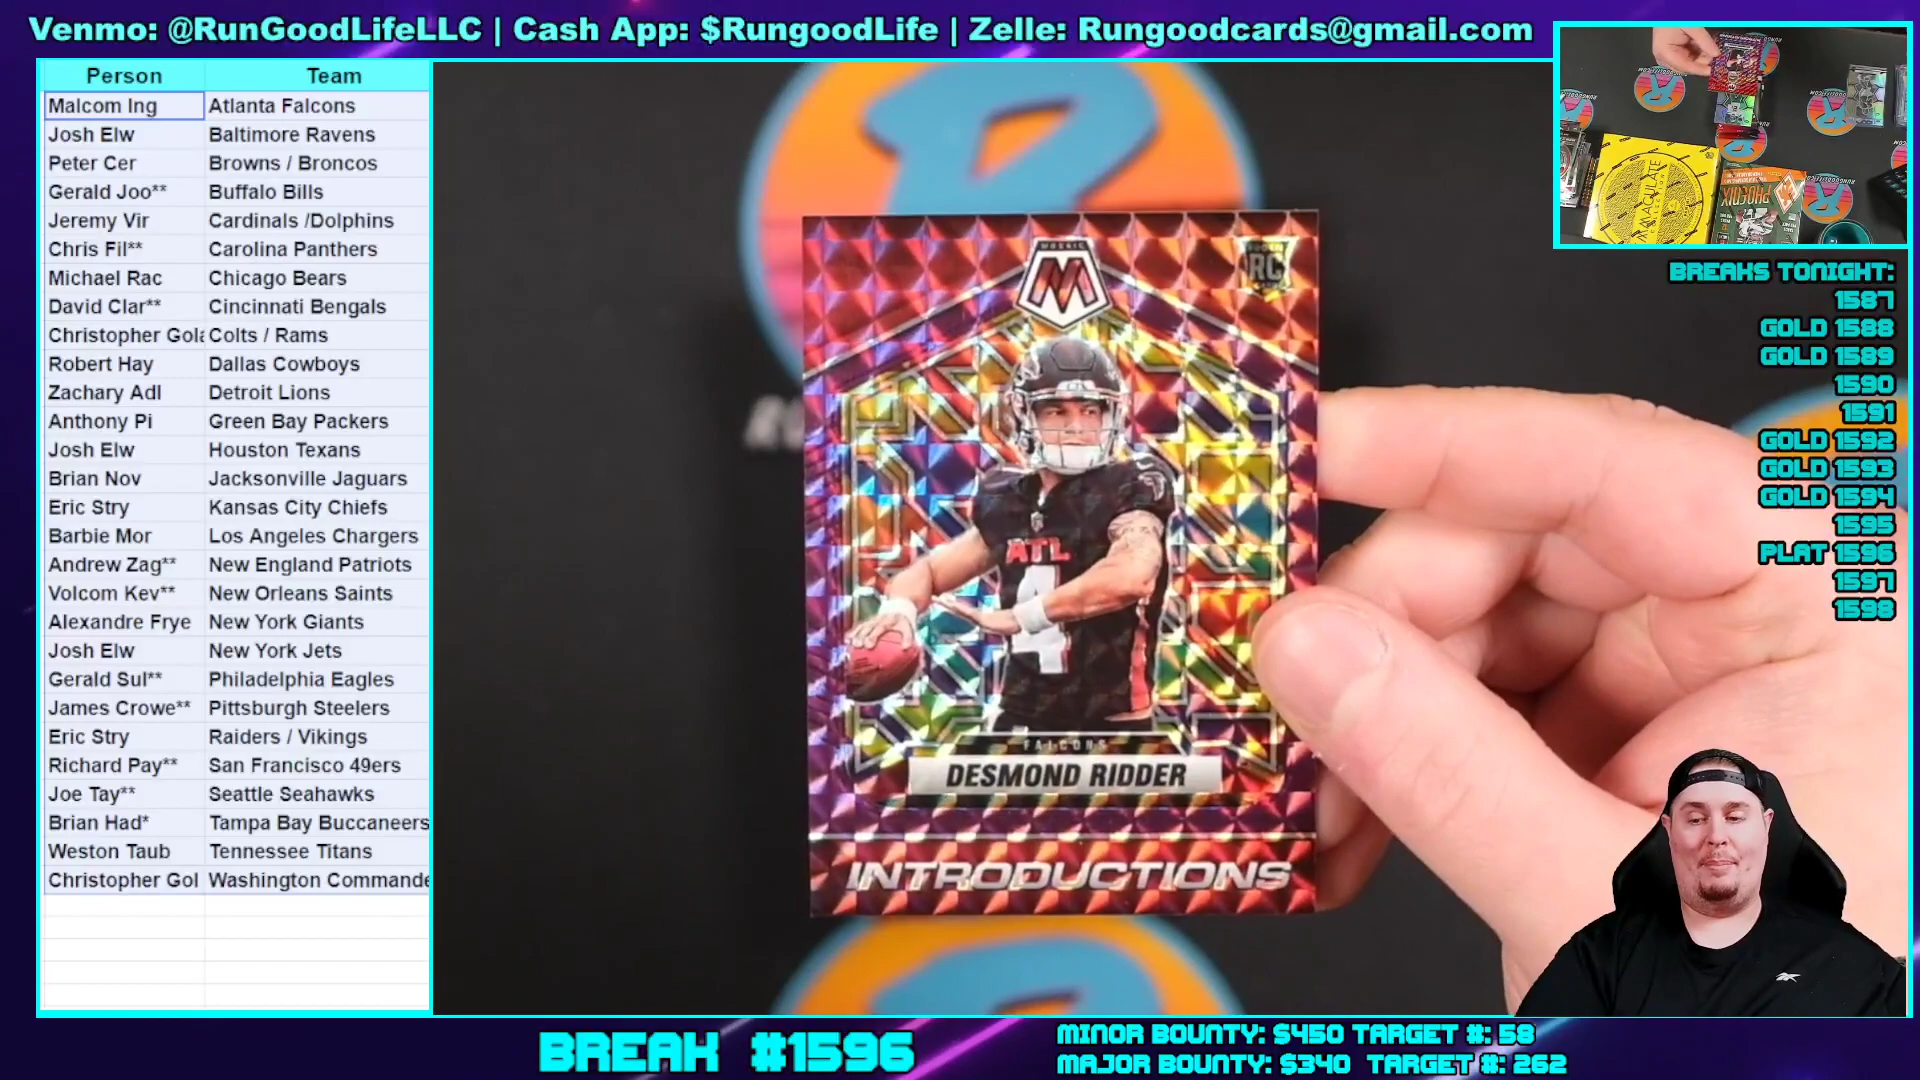 Venmo: @RunGoodLifeLLC | Cash App: $RungoodLife | Zelle: Rungoodcards@gmail.com
Person Team
Malcom Ing Atlanta Falcons
Josh Elw Baltimore Ravens
Peter Cer Browns / Broncos
Gerald Joo** Buffalo Bills
Jeremy Vir Cardinals /Dolphins
Chris Fil** Carolina Panthers
Michael Rac Chicago Bears
David Clar** Cincinnati Bengals
Christopher Gola Colts / Rams
Robert Hay Dallas Cowboys
Zachary Adl Detroit Lions
Anthony Pi Green Bay Packers
Josh Elw Houston Texans
Brian Nov Jacksonville Jaguars
Eric Stry Kansas City Chiefs
Barbie Mor Los Angeles Chargers
Andrew Zag** New England Patriots
Volcom Kev** New Orleans Saints
Alexandre Frye New York Giants
Josh Elw New York Jets
Gerald Sul** Philadelphia Eagles
James Crowe** Pittsburgh Steelers
Eric Stry Raiders / Vikings
Richard Pay** San Francisco 49ers
Joe Tay** Seattle Seahawks
Brian Had* Tampa Bay Buccaneers
Weston Taub Tennessee Titans
Christopher Gol Washington Commande
MOSAIC
M
RC
ATL
4
FALCONS
DESMOND RIDDER
INTRODUCTIONS
PHOENIX
BREAKS TONIGHT:
1587
GOLD 1588
GOLD 1589
1590
1591
GOLD 1592
GOLD 1593
GOLD 1594
1595
PLAT 1596
1597
1598
BREAK #1596
MINOR BOUNTY: $450 TARGET #: 58
MAJOR BOUNTY: $340 TARGET #: 262